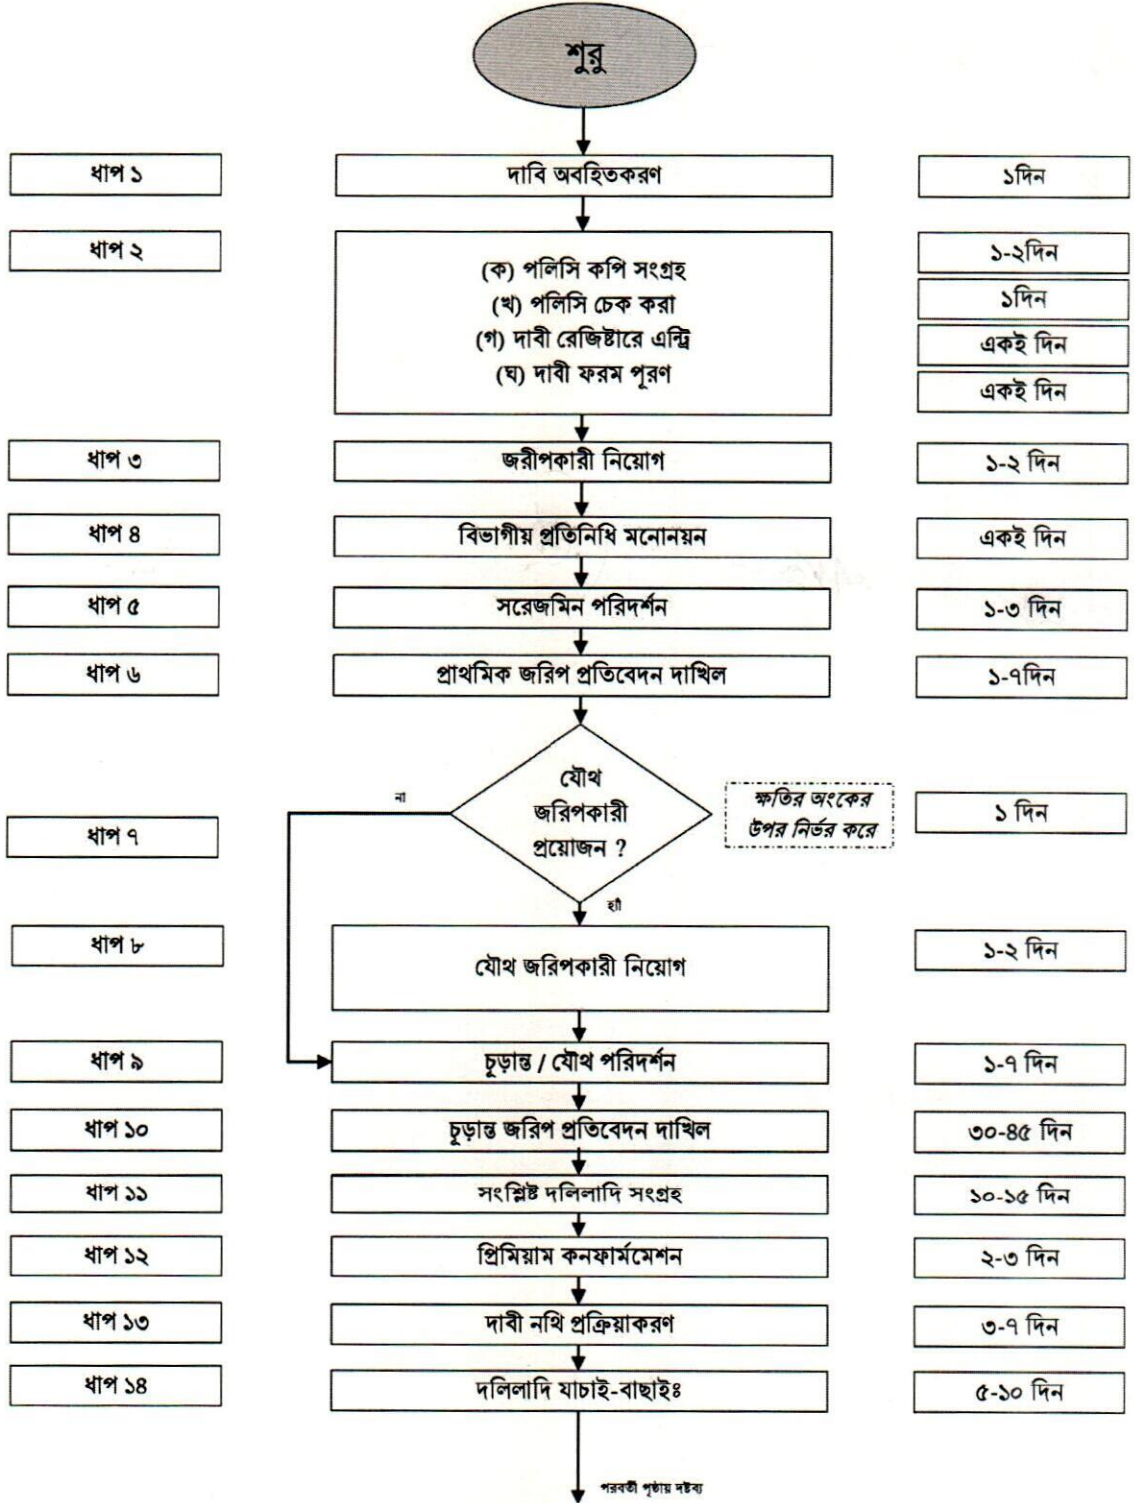 শুরু
ধাপ ১
দাবি অবহিতকরণ
১দিন
ধাপ ২
(ক) পলিসি কপি সংগ্রহ
(খ) পলিসি চেক করা
(গ) দাবী রেজিষ্টারে এন্ট্রি
(ঘ) দাবী ফরম পূরণ
১-২দিন
১দিন
একই দিন
একই দিন
ধাপ ৩
জরীপকারী নিয়োগ
১-২ দিন
ধাপ ৪
বিভাগীয় প্রতিনিধি মনোনয়ন
একই দিন
ধাপ ৫
সরেজমিন পরিদর্শন
১-৩ দিন
ধাপ ৬
প্রাথমিক জরিপ প্রতিবেদন দাখিল
১-৭দিন
ধাপ ৭
না
যৌথ
জরিপকারী
প্রয়োজন ?
ক্ষতির অংকের
উপর নির্ভর করে
১ দিন
হ্যাঁ
ধাপ ৮
যৌথ জরিপকারী নিয়োগ
১-২ দিন
ধাপ ৯
চূড়ান্ত / যৌথ পরিদর্শন
১-৭ দিন
ধাপ ১০
চূড়ান্ত জরিপ প্রতিবেদন দাখিল
৩০-৪৫ দিন
ধাপ ১১
সংশ্লিষ্ট দলিলাদি সংগ্রহ
১০-১৫ দিন
ধাপ ১২
প্রিমিয়াম কনফার্মমেশন
২-৩ দিন
ধাপ ১৩
দাবী নথি প্রক্রিয়াকরণ
৩-৭ দিন
ধাপ ১৪
দলিলাদি যাচাই-বাছাইঃ
৫-১০ দিন
পরবর্তী পৃষ্ঠায় দষ্টব্য